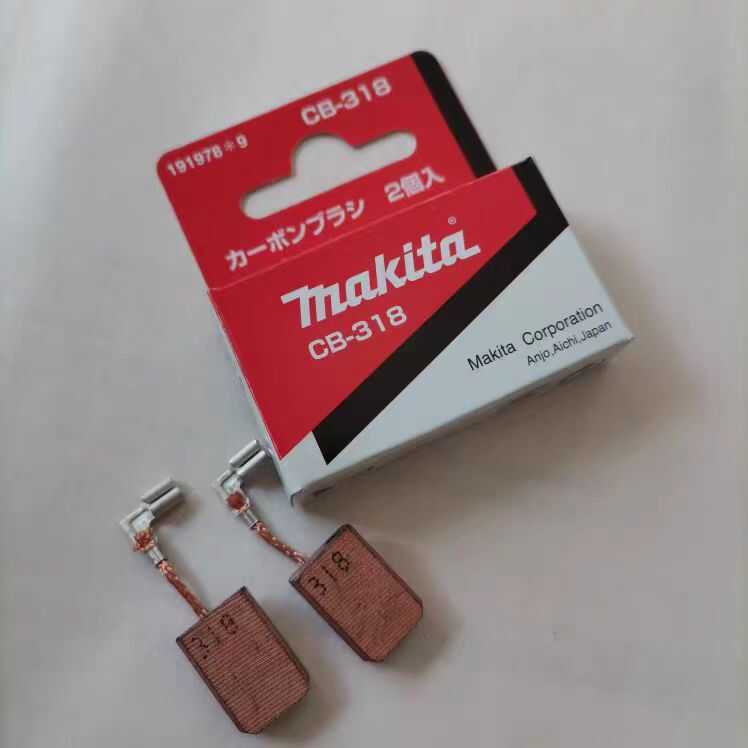 CB-318
191978*9
カーボンブラシ 2個入
makita®
CB-318
Makita Corporation
Anjo,Aichi,Japan
318
318